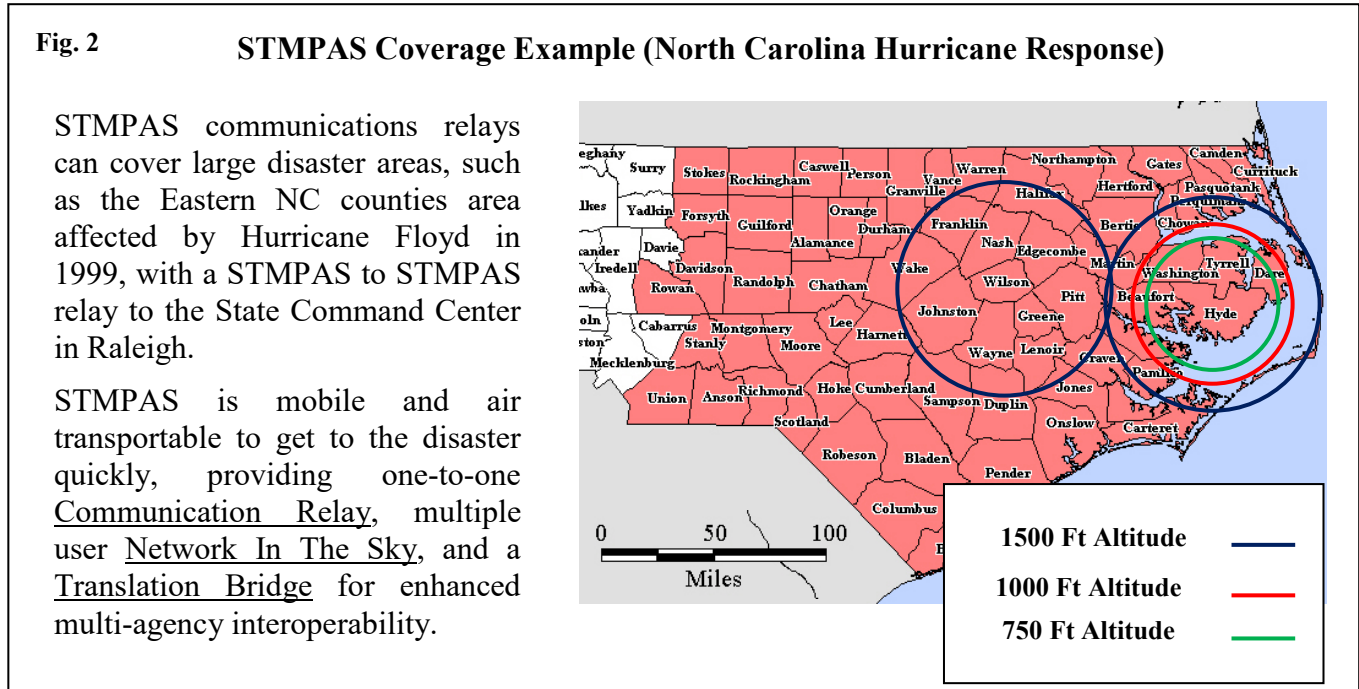 Fig. 2
STMPAS Coverage Example (North Carolina Hurricane Response)
STMPAS communications relays
can cover large disaster areas, such
as the Eastern NC counties area
affected by Hurricane Floyd in
1999, with a STMPAS to STMPAS
relay to the State Command Center
in Raleigh.
STMPAS is mobile and air
transportable to get to the disaster
quickly, providing one-to-one
Communication Relay, multiple
user Network In The Sky, and a
Translation Bridge for enhanced
multi-agency interoperability.
Surry
Stokes
Rockingham
Caswell
Person
Granville
Vance
Warren
Northampton
Halifax
Hertford
Gates
Camden
Currituck
Pasquotank
Yadkin
Forsyth
Guilford
Alamance
Orange
Durham
Franklin
Nash
Edgecombe
Bertie
Martin
Washington
Tyrrell
Dare
Davie
Iredell
Davidson
Rowan
Randolph
Chatham
Wake
Wilson
Johnston
Pitt
Greene
Beaufort
Hyde
Cabarrus
Mecklenburg
Stanly
Montgomery
Moore
Lee
Harnett
Wayne
Lenoir
Craven
Pamlico
Union
Anson
Richmond
Hoke
Cumberland
Sampson
Duplin
Jones
Scotland
Onslow
Carteret
Robeson
Bladen
Pender
Columbus
0 50 100
Miles
1500 Ft Altitude
1000 Ft Altitude
750 Ft Altitude